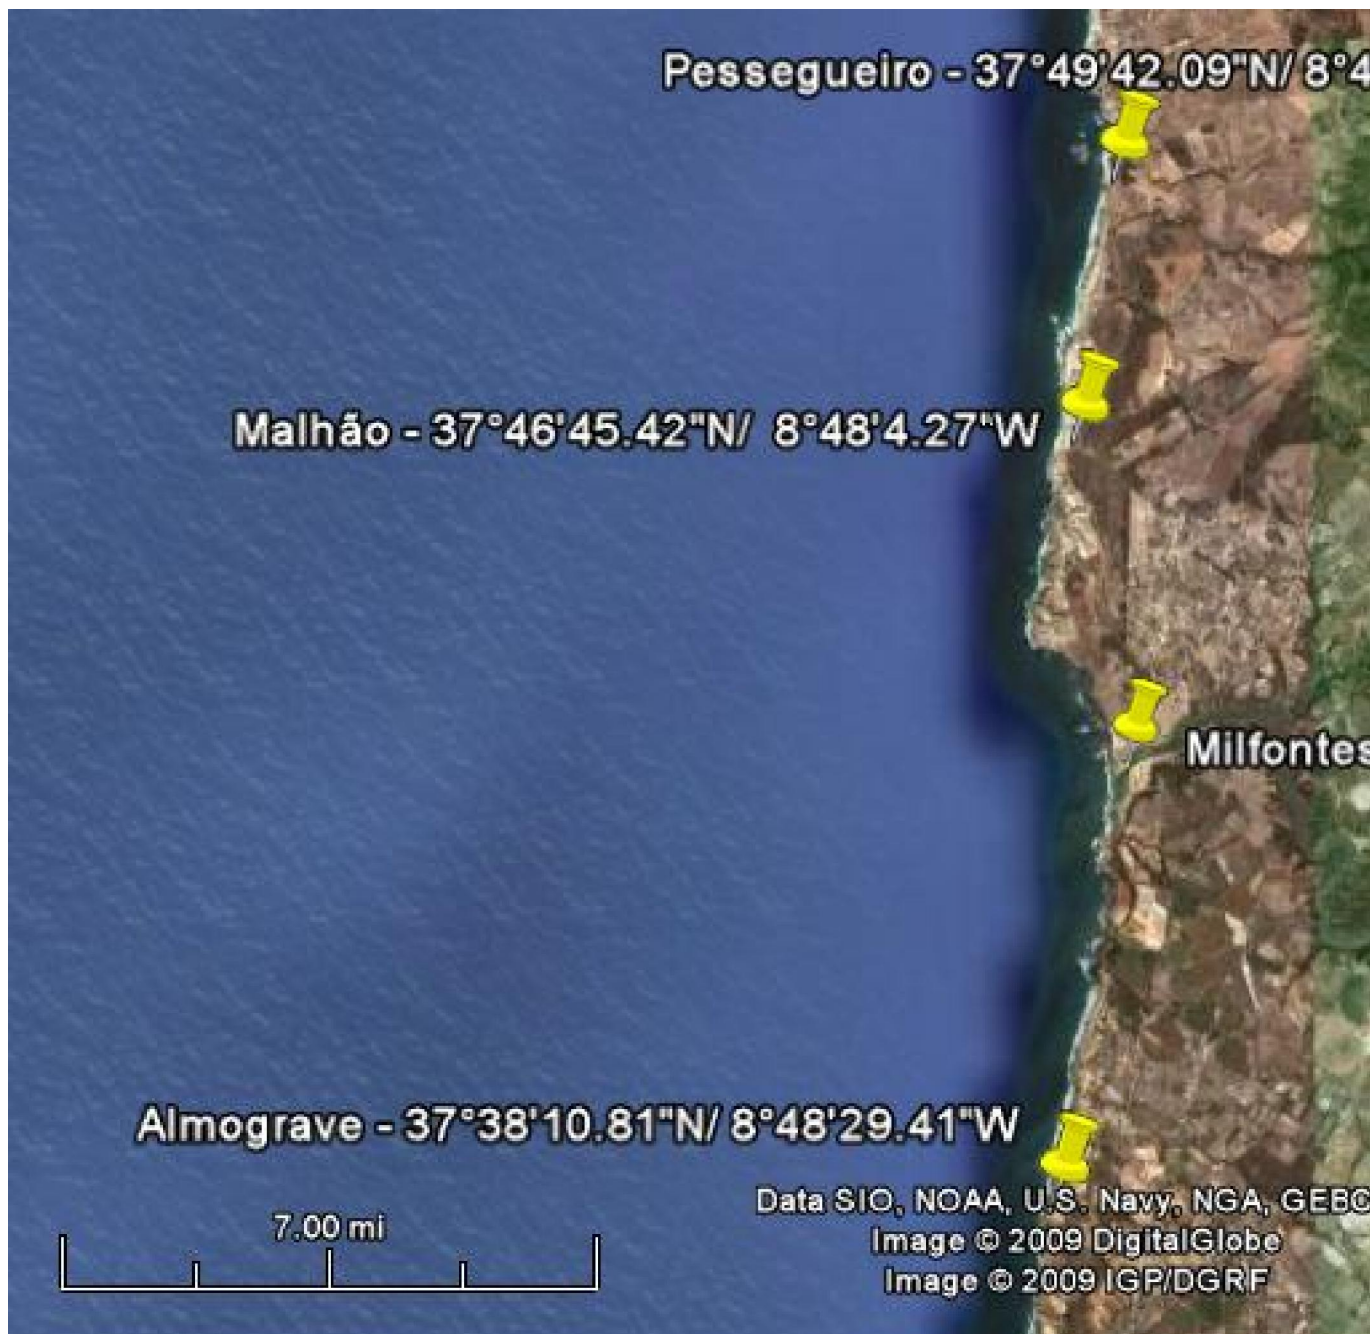 Pessegueiro - 37°49'42.09"N/ 8°4
Malhão - 37°46'45.42"N/ 8°48'4.27"W
Milfontes
Almograve - 37°38'10.81"N/ 8°48'29.41"W
Data SIO, NOAA, U.S. Navy, NGA, GEBC
7.00 mi
Image © 2009 DigitalGlobe
Image © 2009 IGP/DGRF